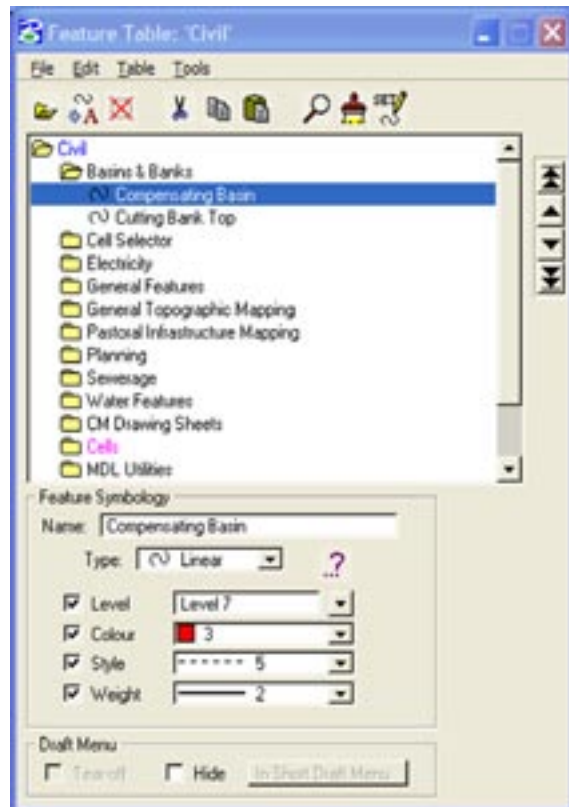 Feature Table: 'Civil'
File Edit Table Tools
Civil
Basins & Banks
Compensating Basin
Cutting Bank Top
Cell Selector
Electricity
General Features
General Topographic Mapping
Pastoral Infrastructure Mapping
Planning
Sewerage
Water Features
CM Drawing Sheets
Cells
MDL Utilities
Feature Symbology
Name: Compensating Basin
Type: Linear
...?
Level Level 7
Colour 3
Style 5
Weight 2
Draft Menu
Tear off Hide In Short Draft Menu